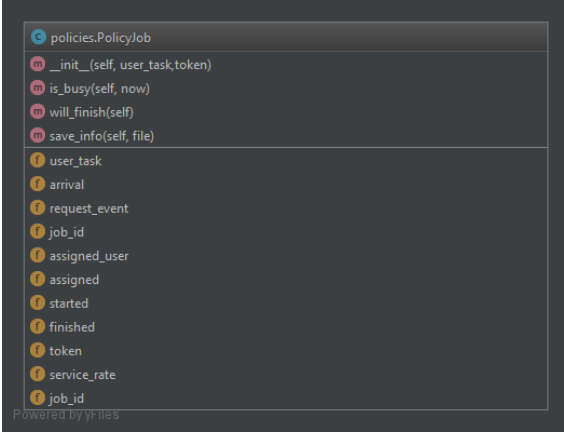 C policies.PolicyJob
m __init__(self, user_task,token)
m is_busy(self, now)
m will_finish(self)
m save_info(self, file)
f user_task
f arrival
f request_event
f job_id
f assigned_user
f assigned
f started
f finished
f token
f service_rate
f job_id
Powered by yFiles